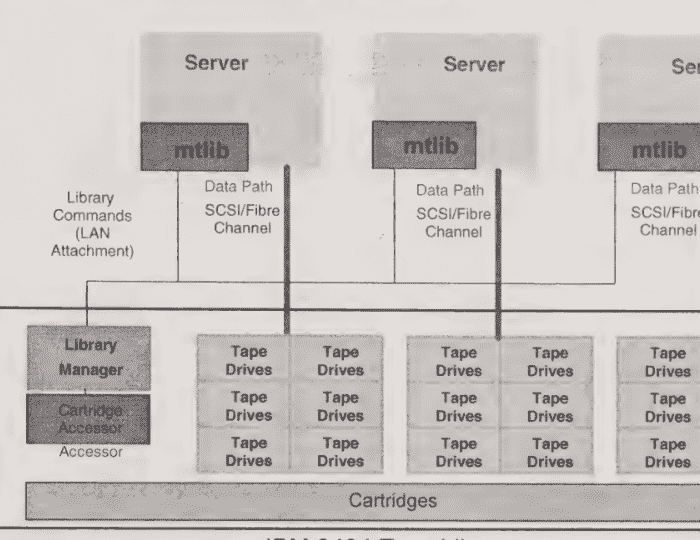 Server
Server
mtlib
mtlib
mtlib
Data Path
SCSI/Fibre
Channel
Data Path
SCSI/Fibre
Channel
Data Path
Library
Commands
(LAN
Attachment)
Library
Manager
Cartridge
Accessor
Accessor
Tape
Drives
Tape
Drives
Tape
Drives
Tape
Drives
Tape
Drives
Tape
Drives
Tape
Drives
Tape
Drives
Tape
Drives
Tape
Drives
Tape
Drives
Tape
Drives
Tape
Drives
Tape
Drives
Tape
Drives
Cartridges